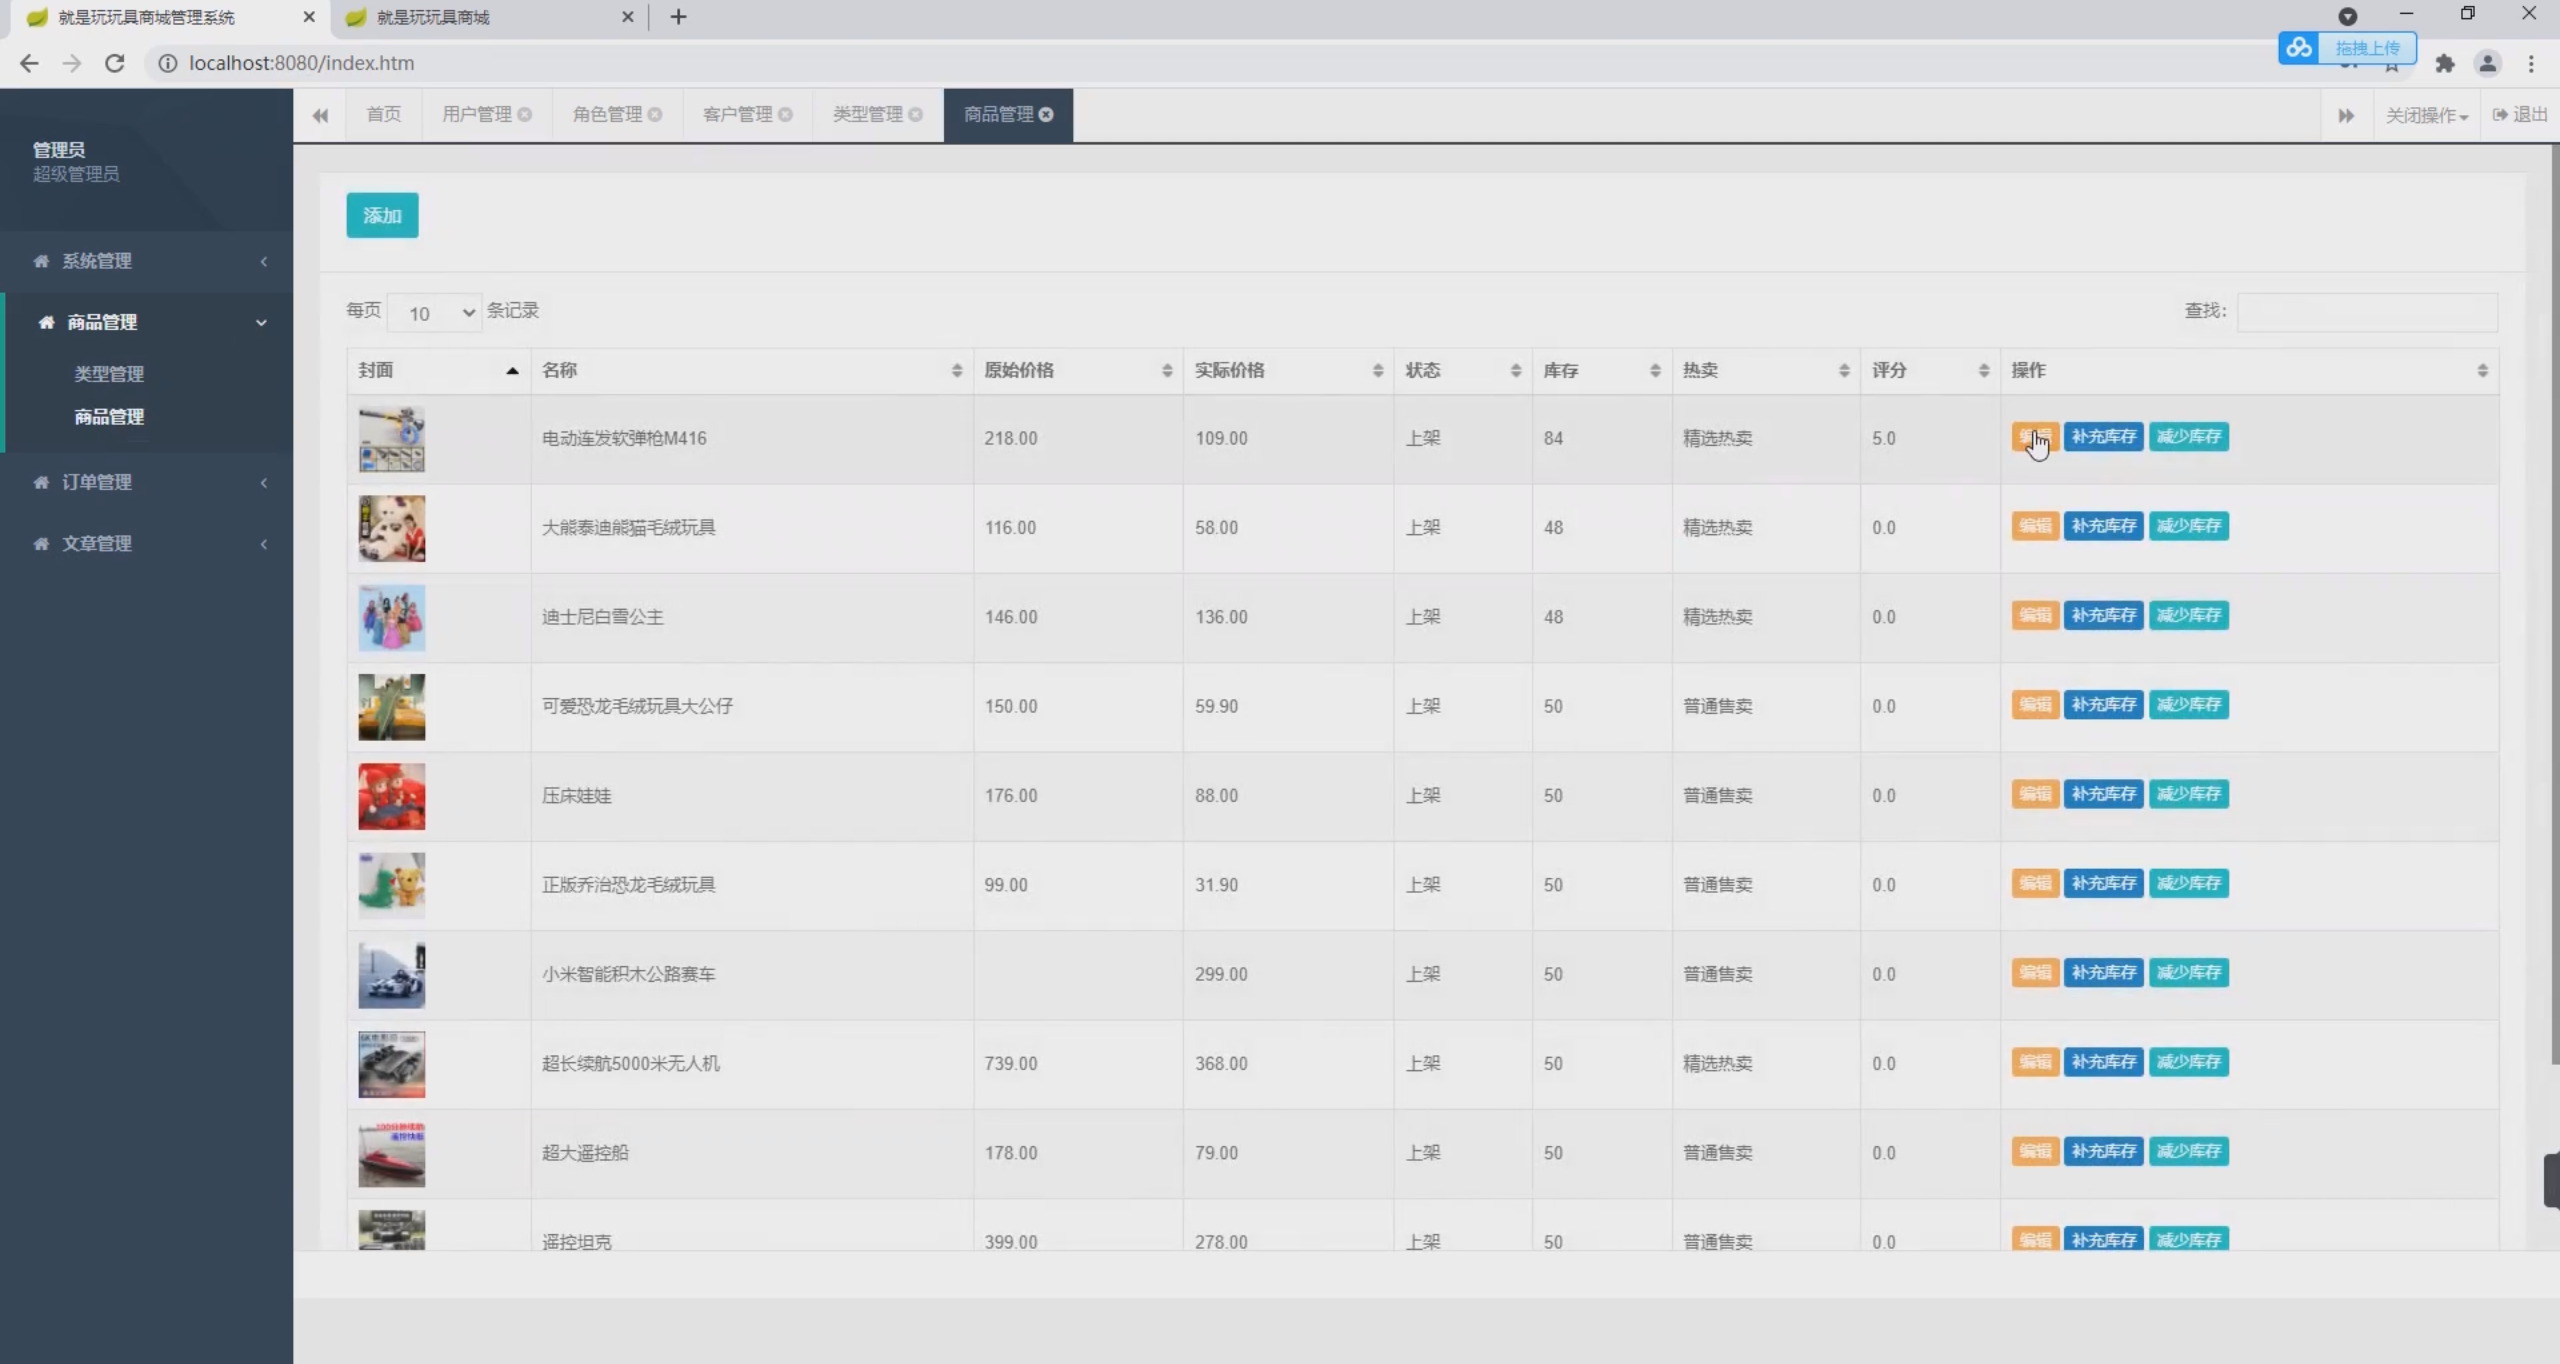 就是玩玩具商城管理系统
就是玩玩具商城
localhost:8080/index.htm
拖拽上传
管理员
超级管理员
系统管理
商品管理
类型管理
商品管理
订单管理
文章管理
首页 用户管理 角色管理 客户管理 类型管理 商品管理 关闭操作 退出
添加
每页 10 条记录 查找:
封面 名称 原始价格 实际价格 状态 库存 热卖 评分 操作
电动连发软弹枪M416 218.00 109.00 上架 84 精选热卖 5.0 编辑 补充库存 减少库存
大熊泰迪熊猫毛绒玩具 116.00 58.00 上架 48 精选热卖 0.0 编辑 补充库存 减少库存
迪士尼白雪公主 146.00 136.00 上架 48 精选热卖 0.0 编辑 补充库存 减少库存
可爱恐龙毛绒玩具大公仔 150.00 59.90 上架 50 普通售卖 0.0 编辑 补充库存 减少库存
压床娃娃 176.00 88.00 上架 50 普通售卖 0.0 编辑 补充库存 减少库存
正版乔治恐龙毛绒玩具 99.00 31.90 上架 50 普通售卖 0.0 编辑 补充库存 减少库存
小米智能积木公路赛车 299.00 上架 50 普通售卖 0.0 编辑 补充库存 减少库存
超长续航5000米无人机 739.00 368.00 上架 50 精选热卖 0.0 编辑 补充库存 减少库存
超大遥控船 178.00 79.00 上架 50 普通售卖 0.0 编辑 补充库存 减少库存
遥控坦克 399.00 278.00 上架 50 普通售卖 0.0 编辑 补充库存 减少库存